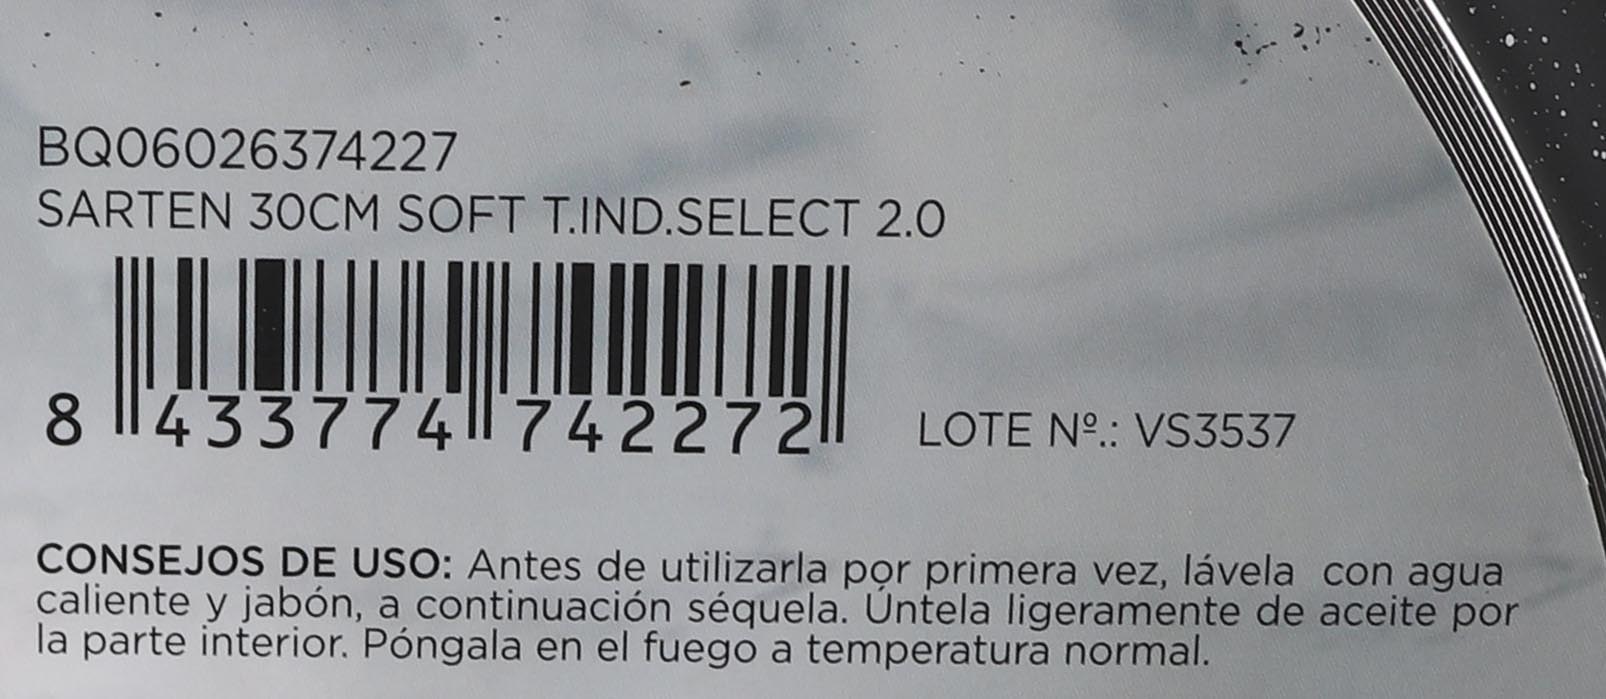 BQ06026374227
SARTEN 30CM SOFT T.IND.SELECT 2.0
8 433774 742272
LOTE Nº.: VS3537
CONSEJOS DE USO: Antes de utilizarla por primera vez, lávela con agua
caliente y jabón, a continuación séquela. Úntela ligeramente de aceite por
la parte interior. Póngala en el fuego a temperatura normal.